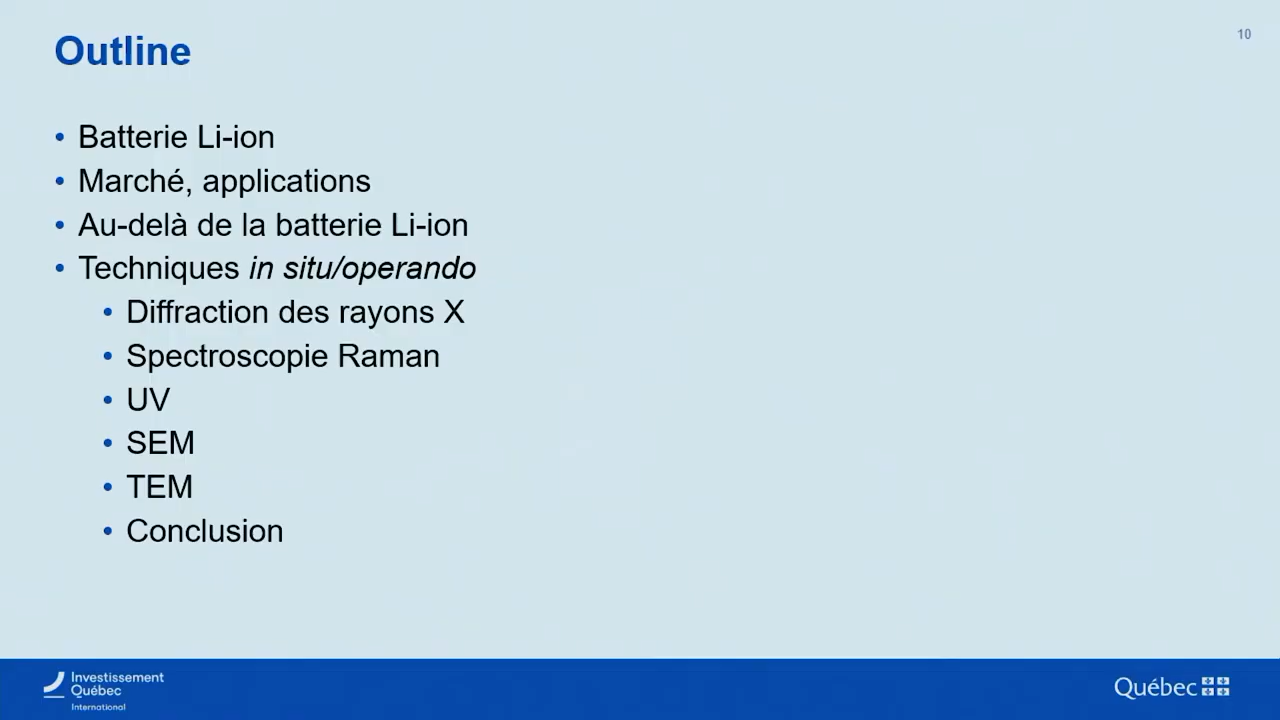 Outline
10
• Batterie Li-ion
• Marché, applications
• Au-delà de la batterie Li-ion
• Techniques in situ/operando
• Diffraction des rayons X
• Spectroscopie Raman
• UV
• SEM
• TEM
• Conclusion
Investissement
Québec
International
Québec